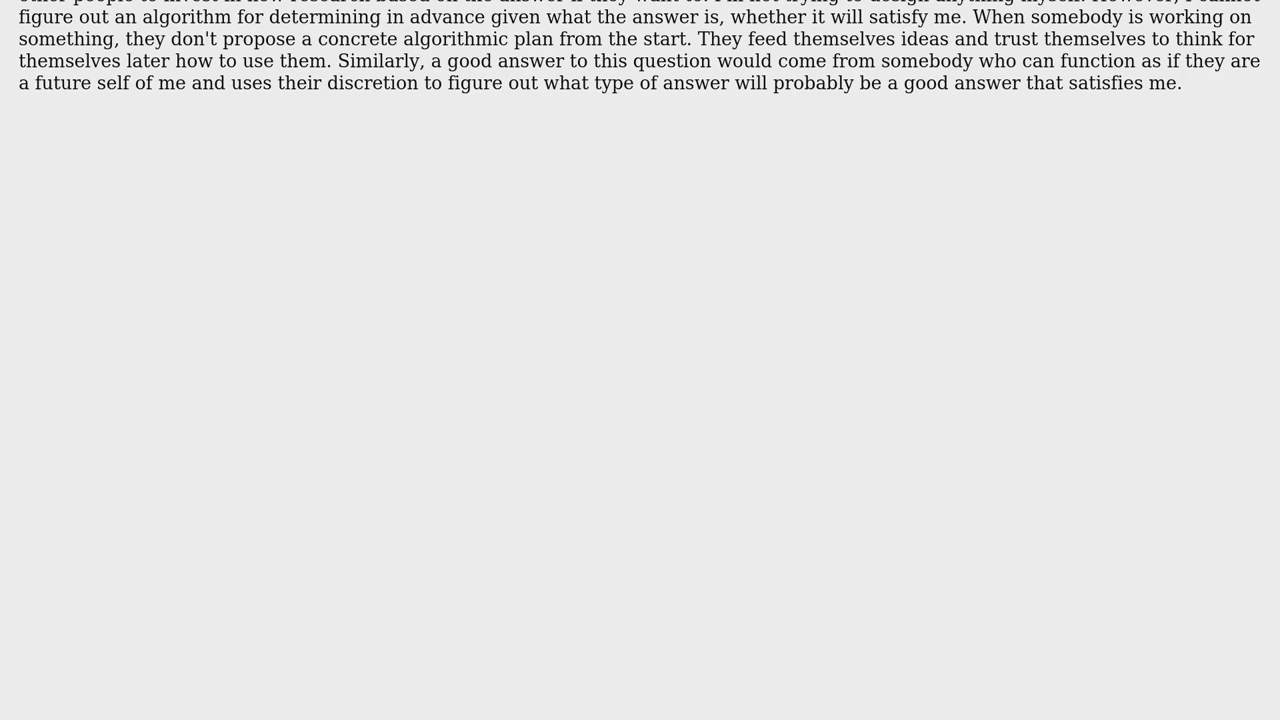 figure out an algorithm for determining in advance given what the answer is, whether it will satisfy me. When somebody is working on
something, they don't propose a concrete algorithmic plan from the start. They feed themselves ideas and trust themselves to think for
themselves later how to use them. Similarly, a good answer to this question would come from somebody who can function as if they are
a future self of me and uses their discretion to figure out what type of answer will probably be a good answer that satisfies me.